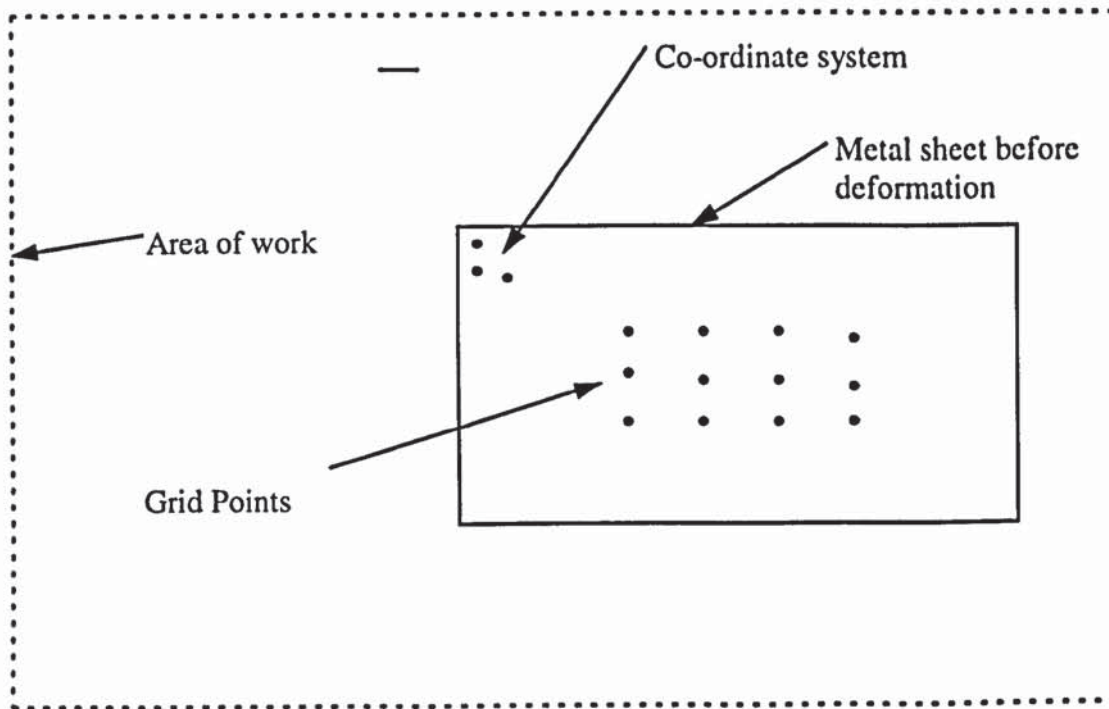 Co-ordinate system
Metal sheet before
deformation
Area of work
Grid Points